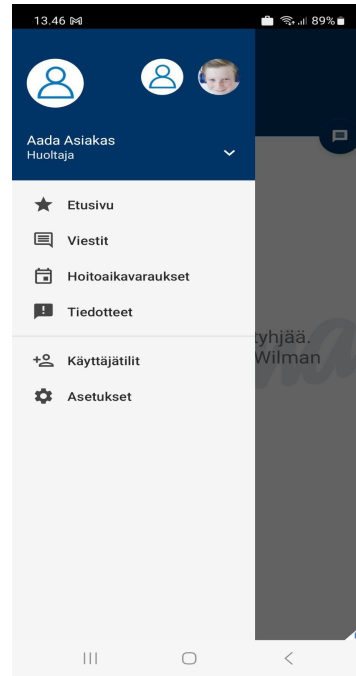 13.46 89%
Aada Asiakas
Huoltaja
Etusivu
Viestit
Hoitoaikavaraukset
Tiedotteet
tyhjää.
Wilman
Käyttäjätilit
Asetukset